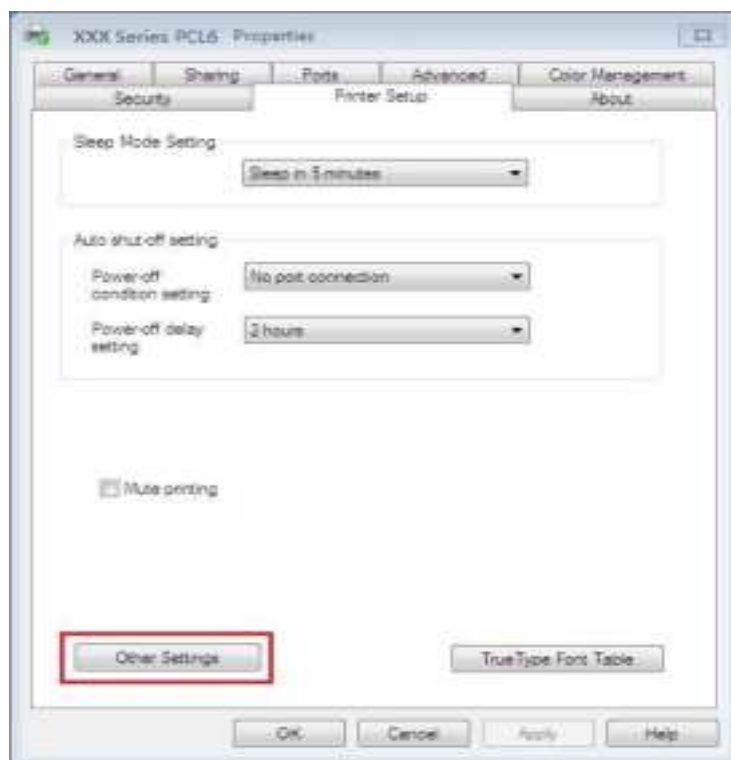 XXX Series PCL6 Properties
General Sharing Ports Advanced Color Management
Security Printer Setup About
Sleep Mode Setting
Sleep in 5 minutes
Auto shut-off setting
Power-off
condition setting
No port connection
Power-off delay
setting
2 hours
Mute printing
Other Settings TrueType Font Table
OK Cancel Apply Help